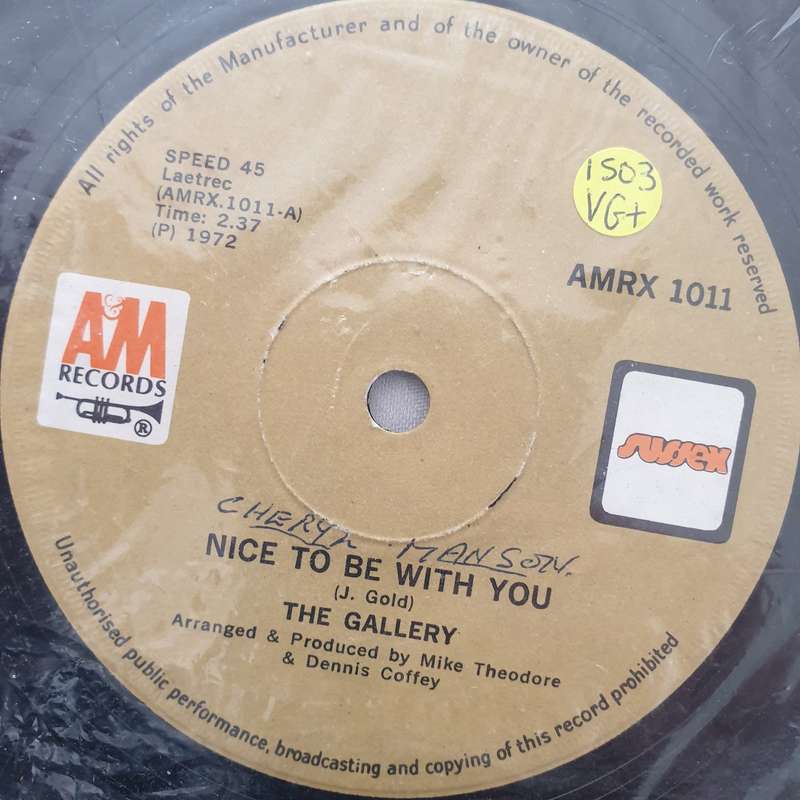 All rights of the Manufacturer and of the owner of the recorded work reserved
SPEED 45
Laetrec
(AMRX.1011-A)
Time: 2.37
(P) 1972
1503
VG+
AMRX 1011
A&M
RECORDS
®
sussex
CHERYL MANSON.
NICE TO BE WITH YOU
(J. Gold)
THE GALLERY
Arranged & Produced by Mike Theodore
& Dennis Coffey
Unauthorised public performance, broadcasting and copying of this record prohibited